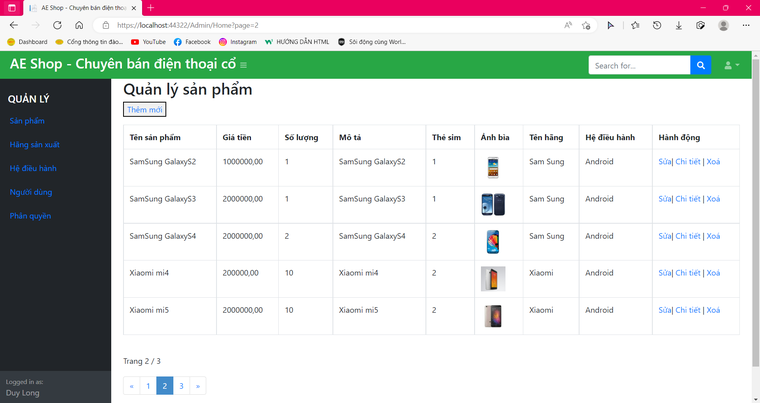 AE Shop - Chuyên bán điện thoại
https://localhost:44322/Admin/Home?page=2
Dashboard
Cổng thông tin đào...
YouTube
Facebook
Instagram
HƯỚNG DẪN HTML
Sôi động cùng Worl...
AE Shop - Chuyên bán điện thoại cổ
Search for...
QUẢN LÝ
Sản phẩm
Hãng sản xuất
Hệ điều hành
Người dùng
Phân quyền
Logged in as:
Duy Long
Quản lý sản phẩm
Thêm mới
Tên sản phẩm Giá tiền Số lượng Mô tả Thẻ sim Ảnh bìa Tên hãng Hệ điều hành Hành động
SamSung GalaxyS2 1000000,00 1 SamSung GalaxyS2 1 Sam Sung Android Sửa| Chi tiết | Xoá
SamSung GalaxyS3 2000000,00 1 SamSung GalaxyS3 1 Sam Sung Android Sửa| Chi tiết | Xoá
SamSung GalaxyS4 2000000,00 2 SamSung GalaxyS4 2 Sam Sung Android Sửa| Chi tiết | Xoá
Xiaomi mi4 200000,00 10 Xiaomi mi4 2 Xiaomi Android Sửa| Chi tiết | Xoá
Xiaomi mi5 2000000,00 10 Xiaomi mi5 2 Xiaomi Android Sửa| Chi tiết | Xoá
Trang 2 / 3
« 1 2 3 »